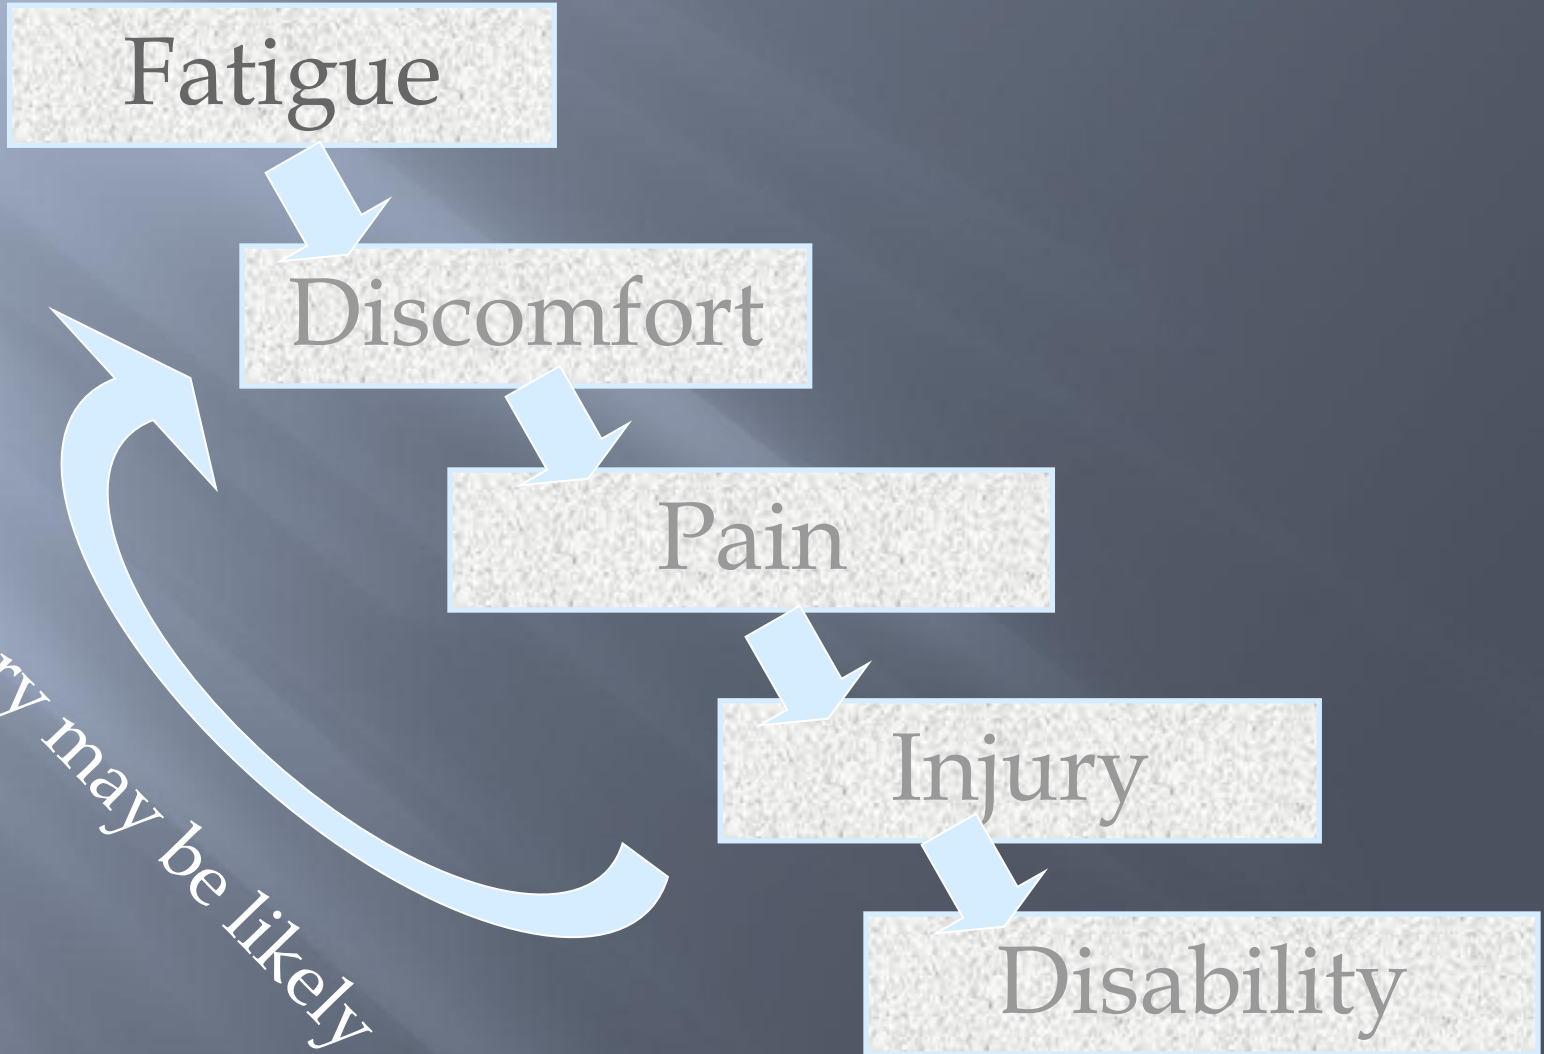 Fatigue
Discomfort
Pain
Injury
Disability
may be likely